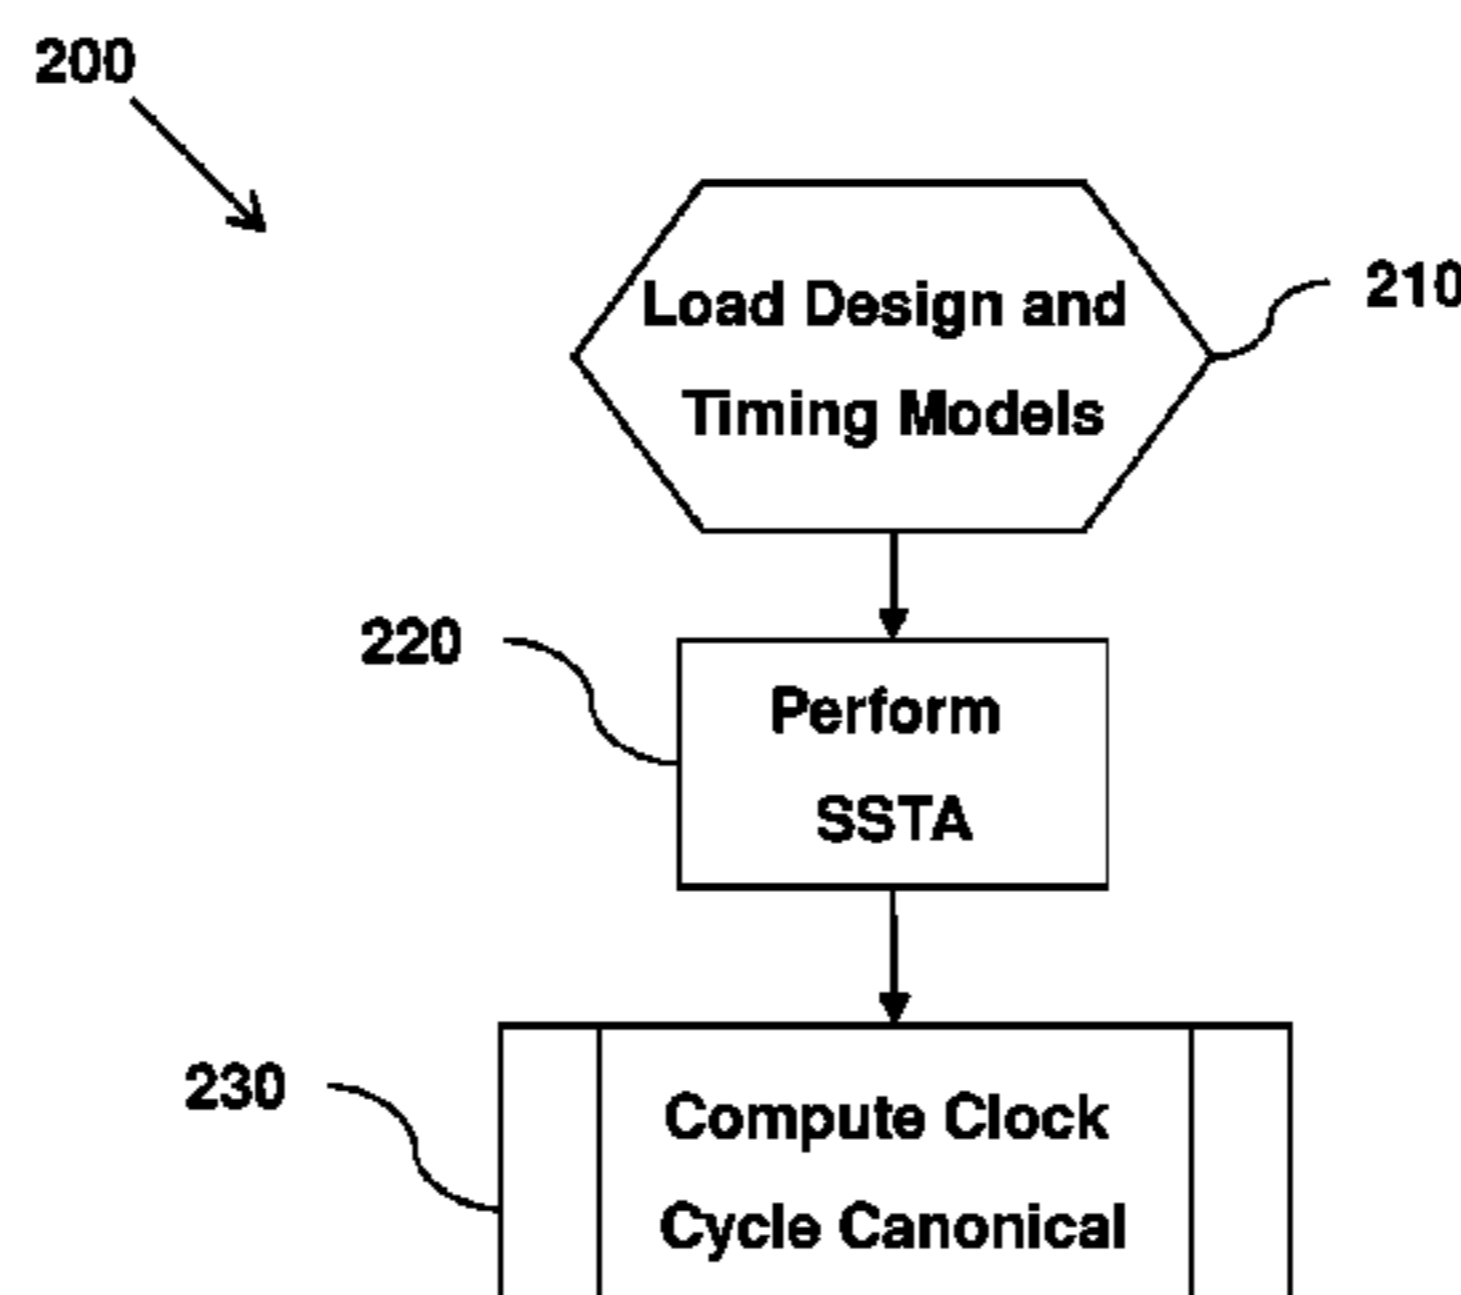 200
Load Design and
Timing Models
210
220
Perform
SSTA
230
Compute Clock
Cycle Canonical